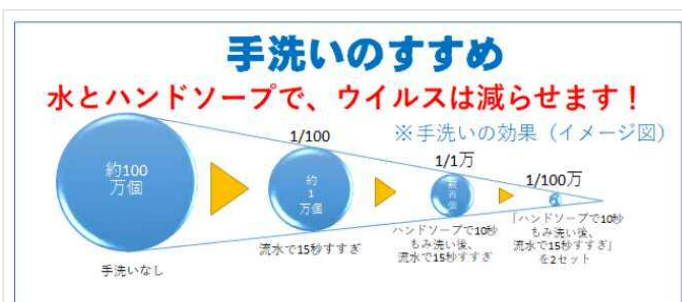 手洗いのすすめ
水とハンドソープで、ウイルスは減らせます！
※手洗いの効果（イメージ図）
約100
万個
手洗いなし
1/100
約
1
万個
流水で15秒すすぎ
1/1万
ハンドソープで10秒
もみ洗い後、
流水で15秒すすぎ
1/100万
「ハンドソープで10秒
もみ洗い後、
流水で15秒すすぎ」
を2セット